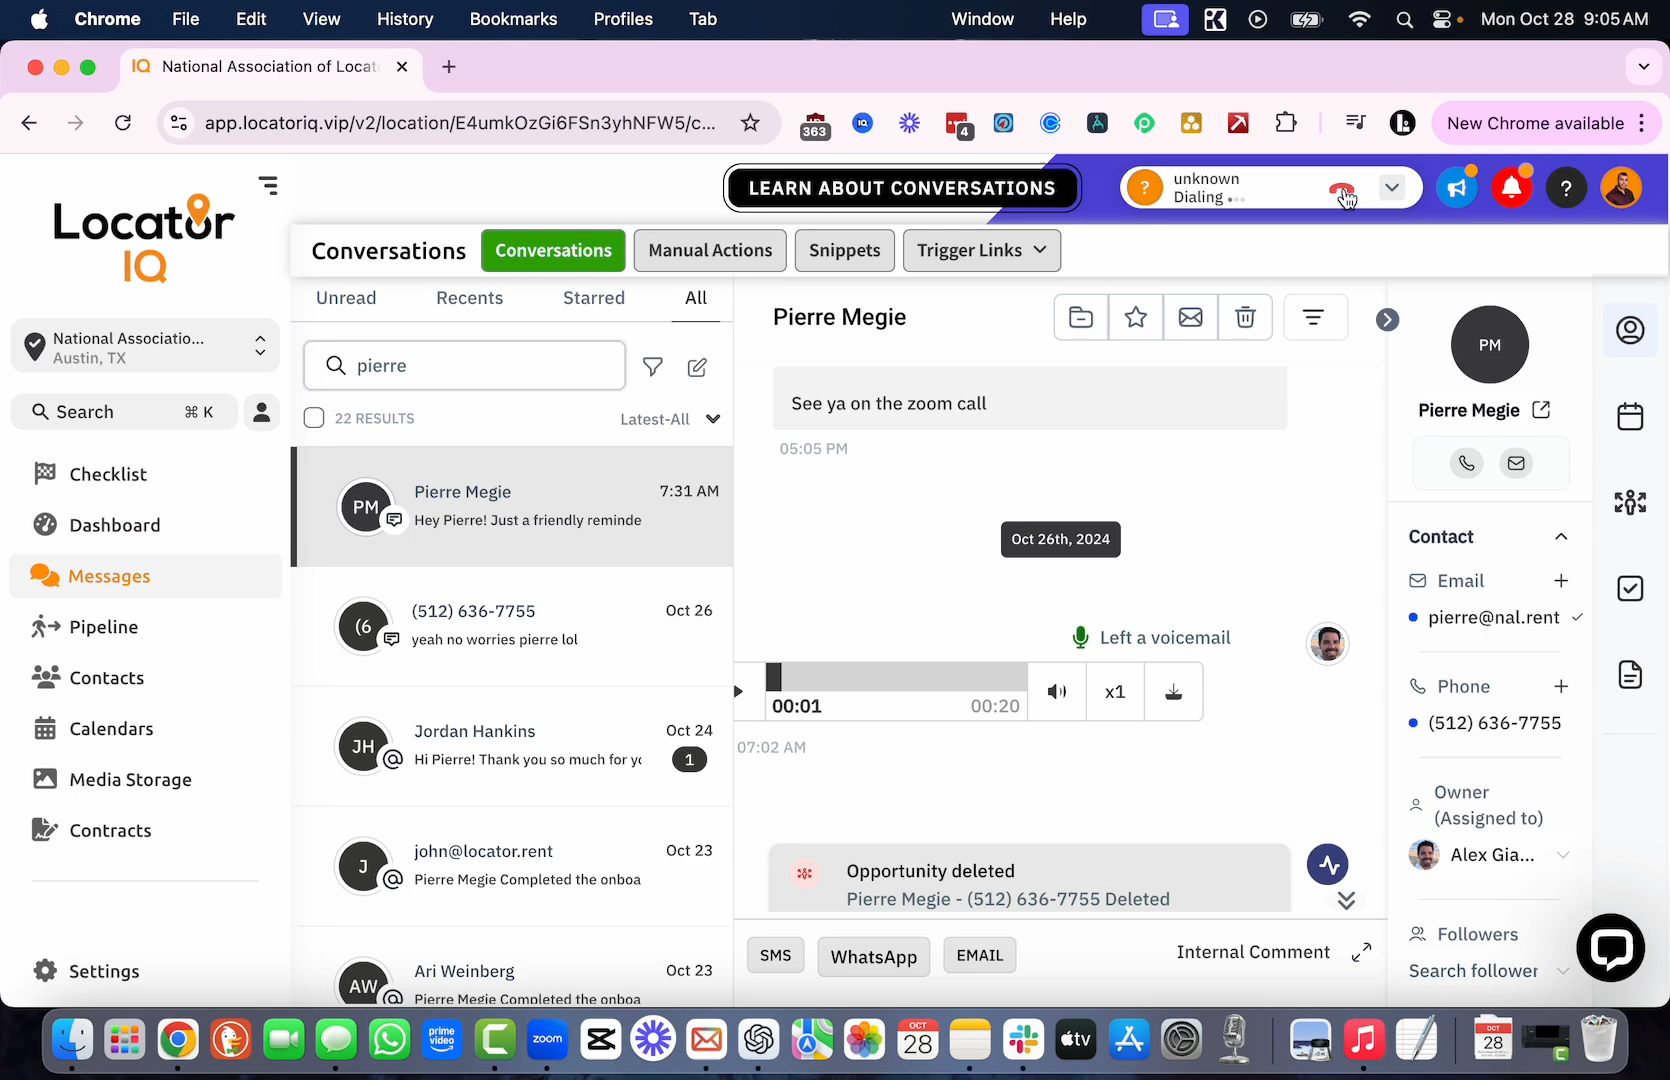 Chrome File Edit View History Bookmarks Profiles Tab Window Help Mon Oct 28 9:05 AM
IQ National Association of Locat
app.locatoriq.vip/v2/location/E4umkOzGi6FSn3yhNFW5/c... 363 IQ 4 New Chrome available
Locator
IQ
LEARN ABOUT CONVERSATIONS
? unknown
Dialing
?
Conversations Conversations Manual Actions Snippets Trigger Links
National Associatio...
Austin, TX
Search ⌘ K
Checklist
Dashboard
Messages
Pipeline
Contacts
Calendars
Media Storage
Contracts
Settings
Unread Recents Starred All
pierre
22 RESULTS Latest-All
PM Pierre Megie 7:31 AM
Hey Pierre! Just a friendly reminde
(6 (512) 636-7755 Oct 26
yeah no worries pierre lol
JH Jordan Hankins Oct 24
Hi Pierre! Thank you so much for yo
1
J john@locator.rent Oct 23
Pierre Megie Completed the onboa
AW Ari Weinberg Oct 23
Pierre Megie Completed the onboa
Pierre Megie
See ya on the zoom call
05:05 PM
Oct 26th, 2024
Left a voicemail
00:01 00:20 x1
07:02 AM
Opportunity deleted
Pierre Megie - (512) 636-7755 Deleted
SMS WhatsApp EMAIL Internal Comment
PM
Pierre Megie
Contact
Email +
pierre@nal.rent
Phone +
(512) 636-7755
Owner
(Assigned to)
Alex Gia...
Followers
Search follower
prime
video
zoom
OCT
28
tv
OCT
28